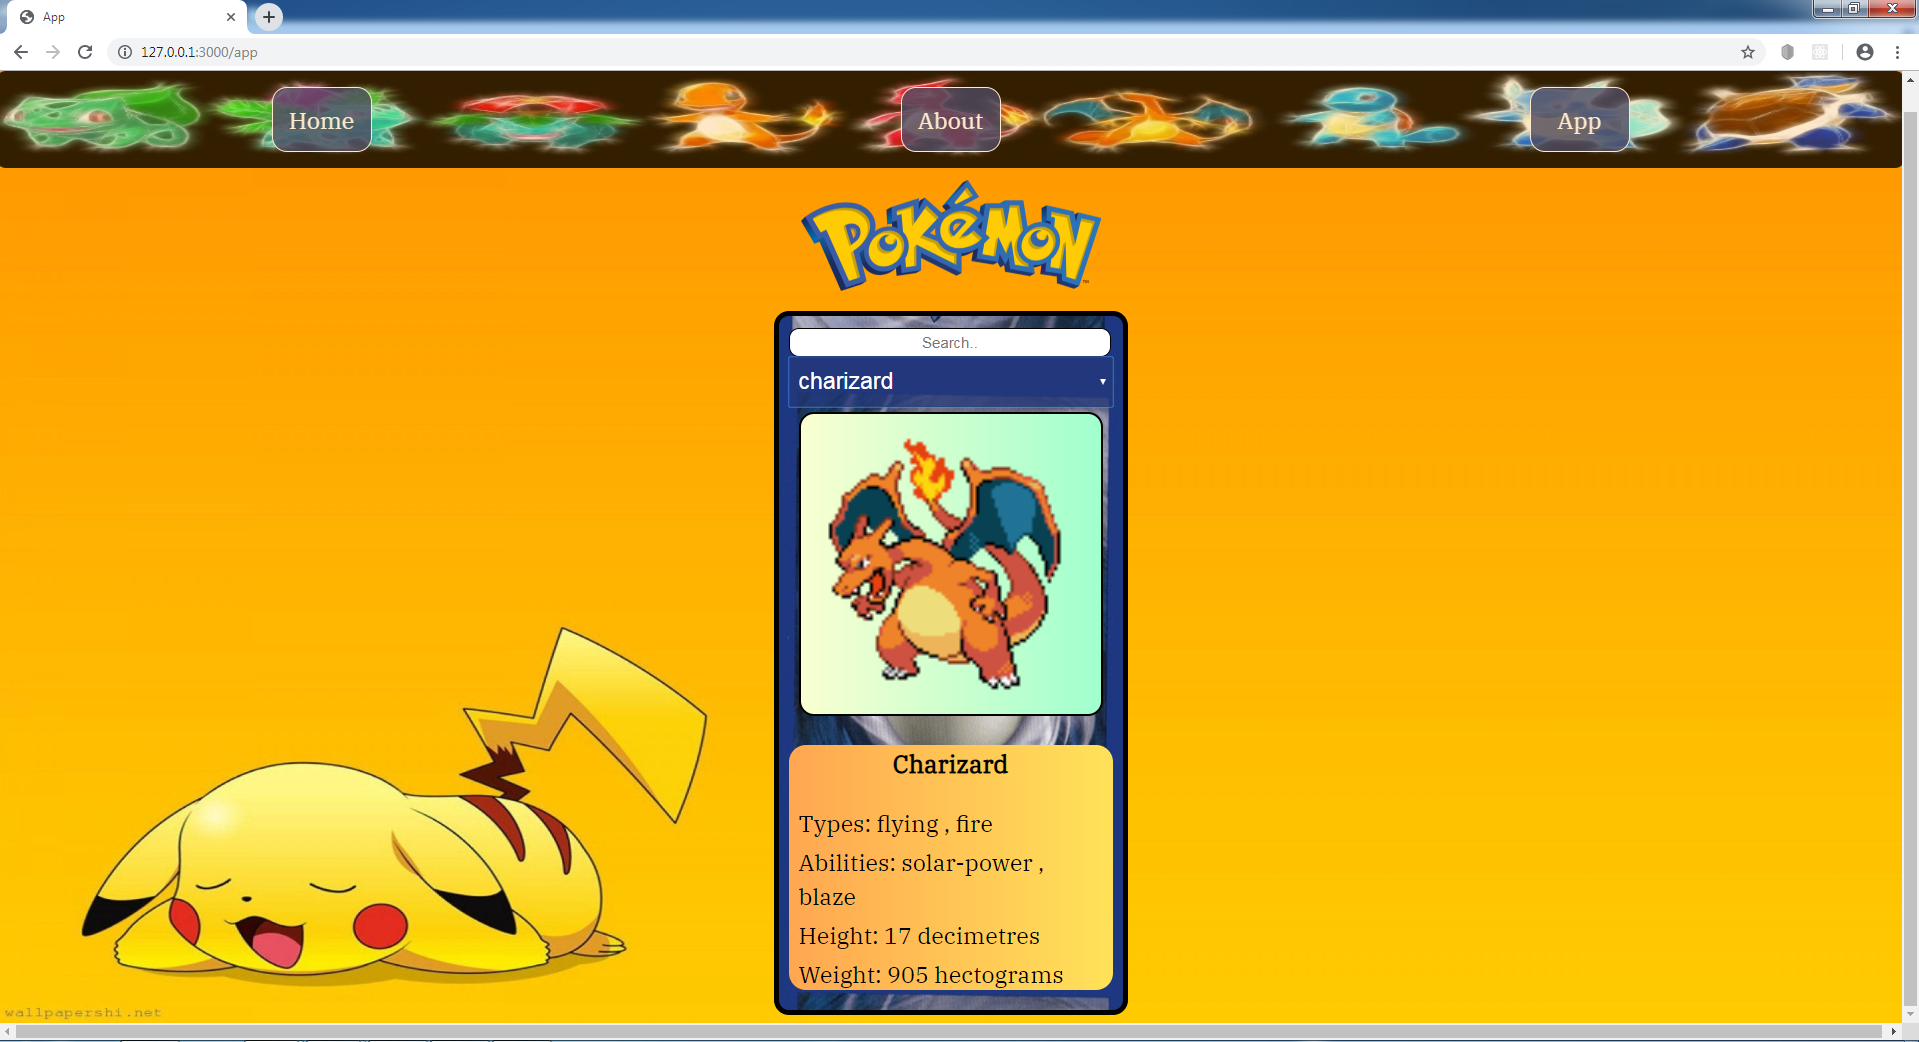 App
127.0.0.1:3000/app
Home
About
App
POKéMON
™
Search..
charizard
Charizard
Types: flying , fire
Abilities: solar-power ,
blaze
Height: 17 decimetres
Weight: 905 hectograms
wallpapershi.net